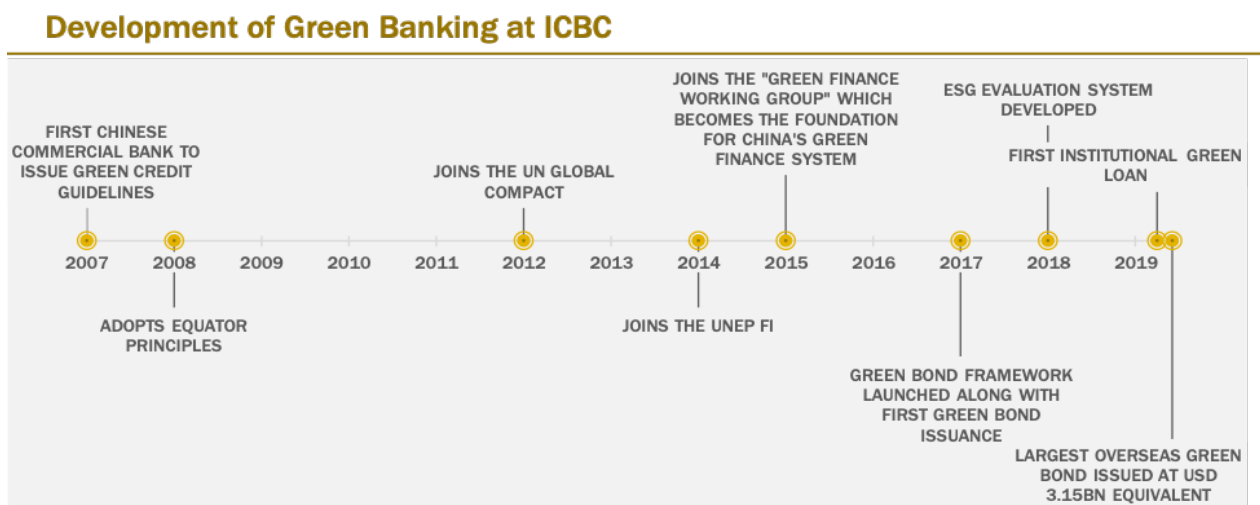 Development of Green Banking at ICBC
FIRST CHINESE
COMMERCIAL BANK TO
ISSUE GREEN CREDIT
GUIDELINES
JOINS THE UN GLOBAL
COMPACT
JOINS THE "GREEN FINANCE
WORKING GROUP" WHICH
BECOMES THE FOUNDATION
FOR CHINA'S GREEN
FINANCE SYSTEM
ESG EVALUATION SYSTEM
DEVELOPED
FIRST INSTITUTIONAL GREEN
LOAN
2007 2008 2009 2010 2011 2012 2013 2014 2015 2016 2017 2018 2019
ADOPTS EQUATOR
PRINCIPLES
JOINS THE UNEP FI
GREEN BOND FRAMEWORK
LAUNCHED ALONG WITH
FIRST GREEN BOND
ISSUANCE
LARGEST OVERSEAS GREEN
BOND ISSUED AT USD
3.15BN EQUIVALENT